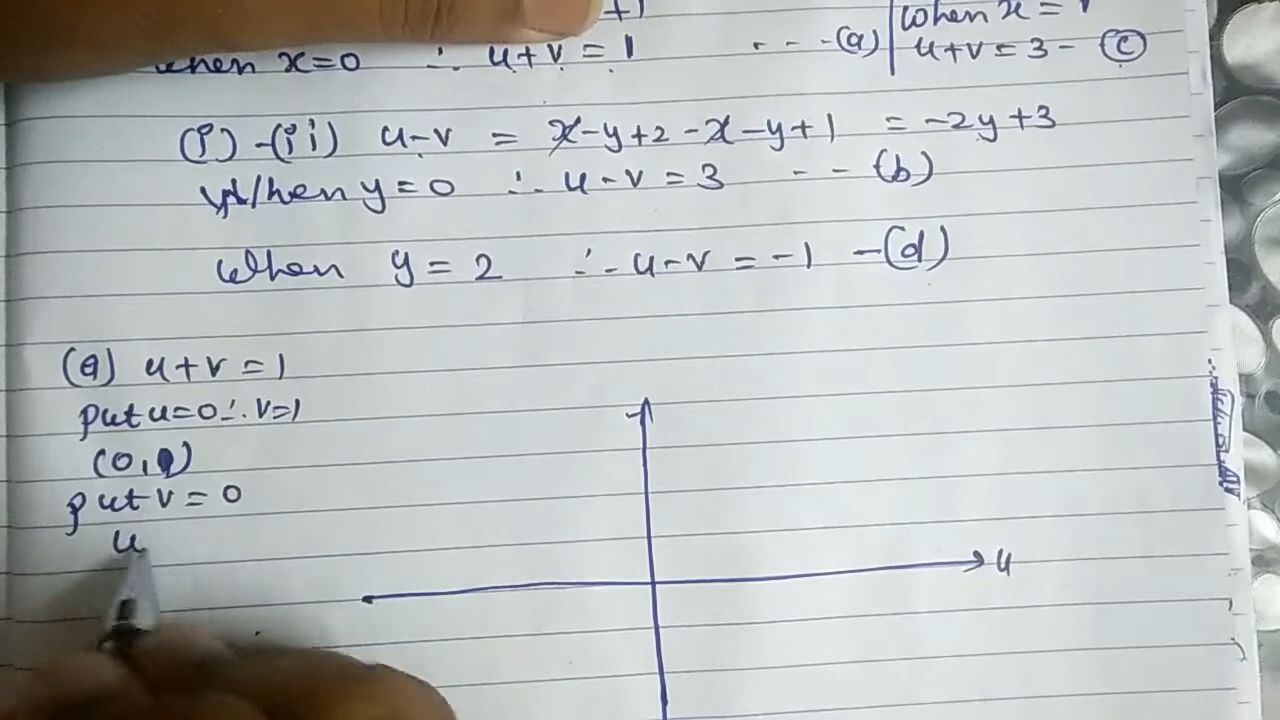 +1
when x=
when x=0 ∴ u+v=1 - - -(a)
u+v=3 - (c)
(i)-(ii) u-v = x-y+2-x-y+1 = -2y+3
When y=0 ∴ u-v=3 - - (b)
When y=2 ∴ u-v=-1 -(d)
(a) u+v=1
put u=0 ∴ v=1
(0,1)
put v=0
u
u